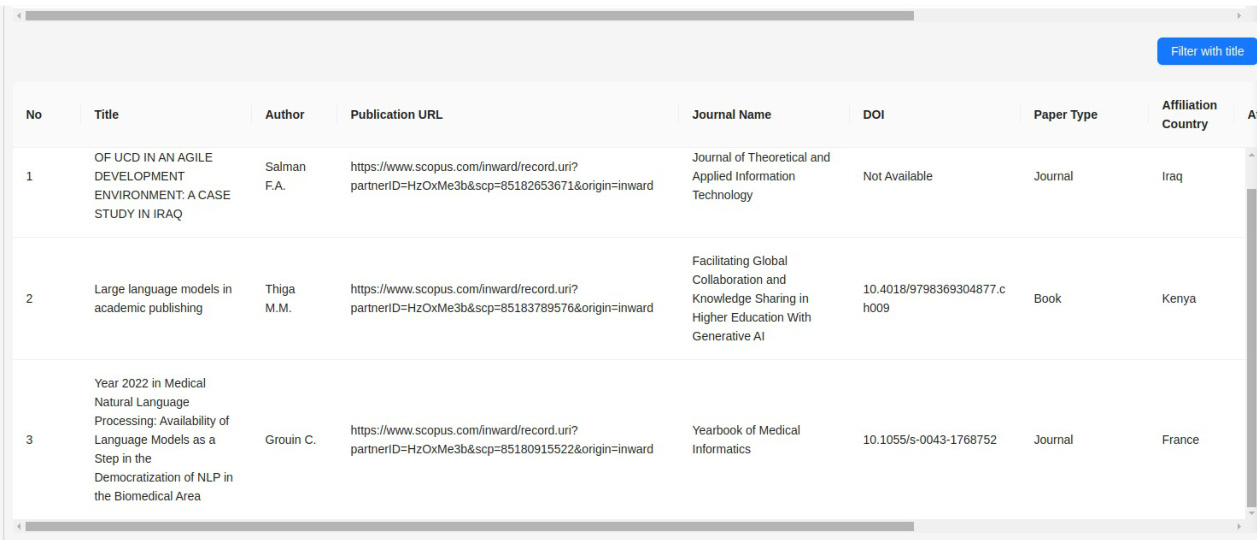 Filter with title
No Title Author Publication URL Journal Name DOI Paper Type Affiliation Country
1
OF UCD IN AN AGILE
DEVELOPMENT
ENVIRONMENT: A CASE
STUDY IN IRAQ
Salman
F.A.
https://www.scopus.com/inward/record.uri?
partnerID=HzOxMe3b&scp=85182653671&origin=inward
Journal of Theoretical and
Applied Information
Technology
Not Available
Journal
Iraq
2
Large language models in
academic publishing
Thiga
M.M.
https://www.scopus.com/inward/record.uri?
partnerID=HzOxMe3b&scp=85183789576&origin=inward
Facilitating Global
Collaboration and
Knowledge Sharing in
Higher Education With
Generative AI
10.4018/9798369304877.c
h009
Book
Kenya
3
Year 2022 in Medical
Natural Language
Processing: Availability of
Language Models as a
Step in the
Democratization of NLP in
the Biomedical Area
Grouin C.
https://www.scopus.com/inward/record.uri?
partnerID=HzOxMe3b&scp=85180915522&origin=inward
Yearbook of Medical
Informatics
10.1055/s-0043-1768752
Journal
France